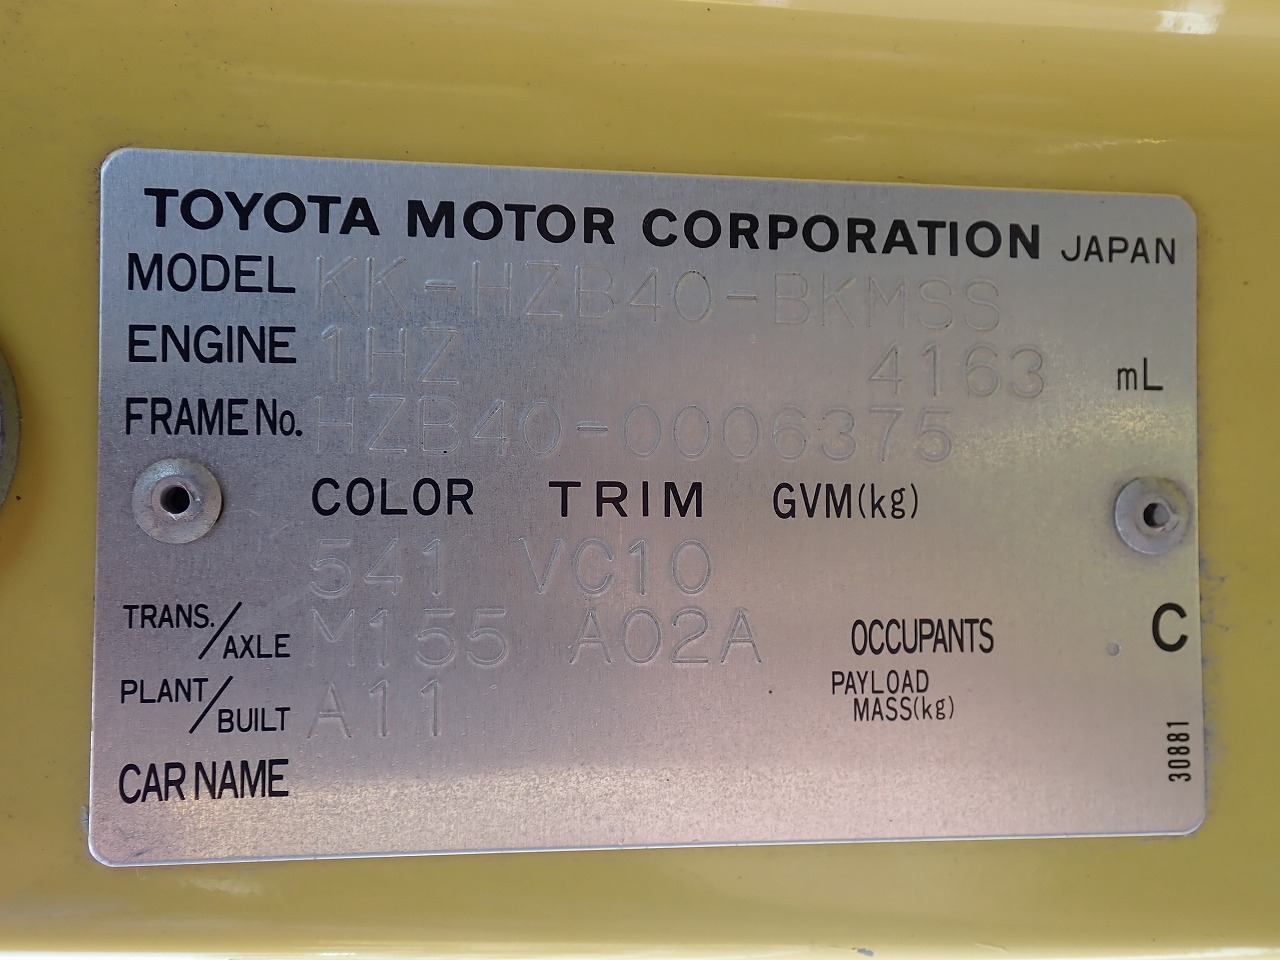 TOYOTA MOTOR CORPORATION JAPAN
MODEL KK-HZB40-BKMSS
ENGINE 1HZ 4163 mL
FRAME No. HZB40-0006375
COLOR TRIM GVM(kg)
541 VC10
TRANS./AXLE M155 A02A OCCUPANTS C
PLANT/BUILT A11 PAYLOAD MASS(kg)
CAR NAME
30881